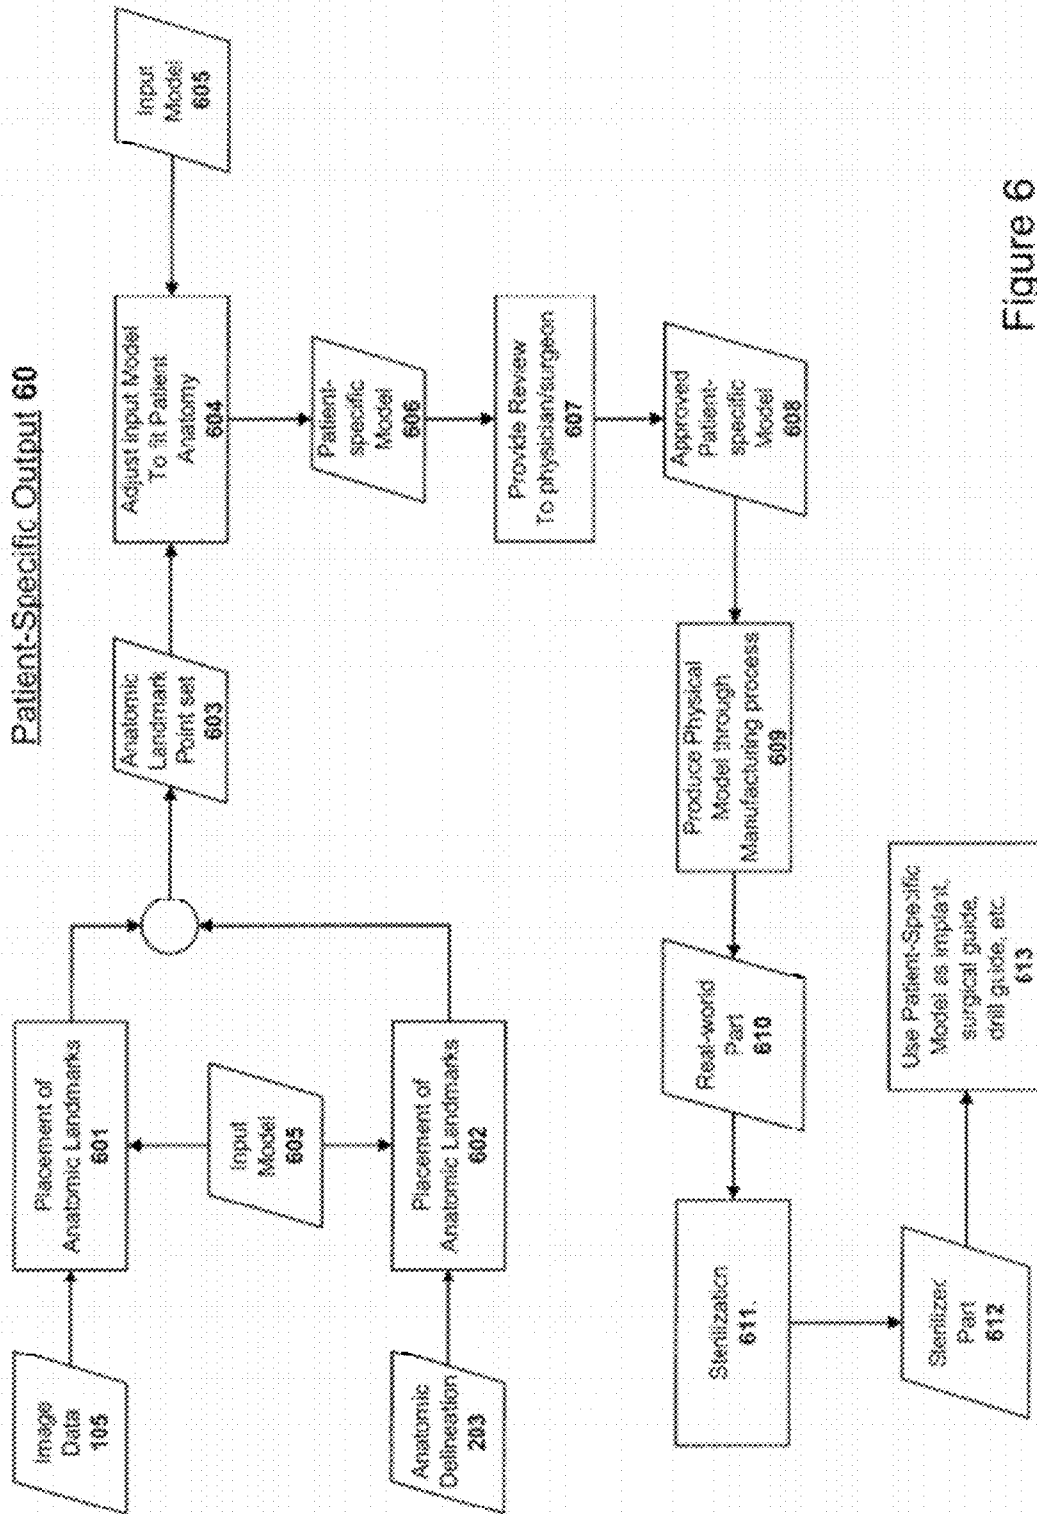 Patient-Specific Output 60
Image
Data
105
Placement of
Anatomic Landmarks
601
Input
Model
605
Anatomic
Delineation
203
Placement of
Anatomic Landmarks
602
Anatomic
Landmark
Point set
603
Adjust Input Model
To fit Patient
Anatomy
604
Input
Model
605
Patient-
specific
Model
606
Provide Review
To physician/surgeon
607
Approved
Patient-
specific
Model
608
Produce Physical
Model through
Manufacturing process
609
Real-world
Part
610
Sterilization
611.
Sterilized
Part
612
Use Patient-Specific
Model as implant,
surgical guide,
drill guide, etc.
613
Figure 6